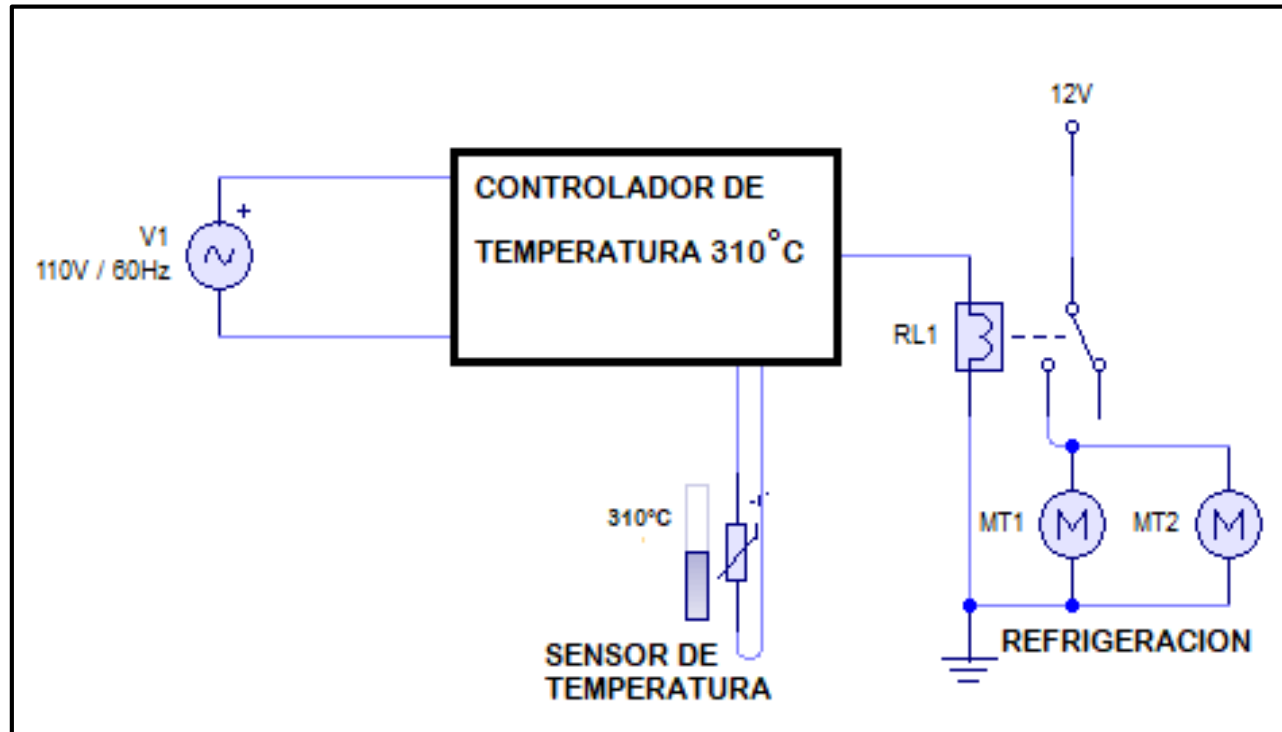 12V
CONTROLADOR DE
TEMPERATURA 310°C
V1
110V / 60Hz
+
RL1
310ºC
-t°
MT1
M
MT2
M
REFRIGERACION
SENSOR DE
TEMPERATURA